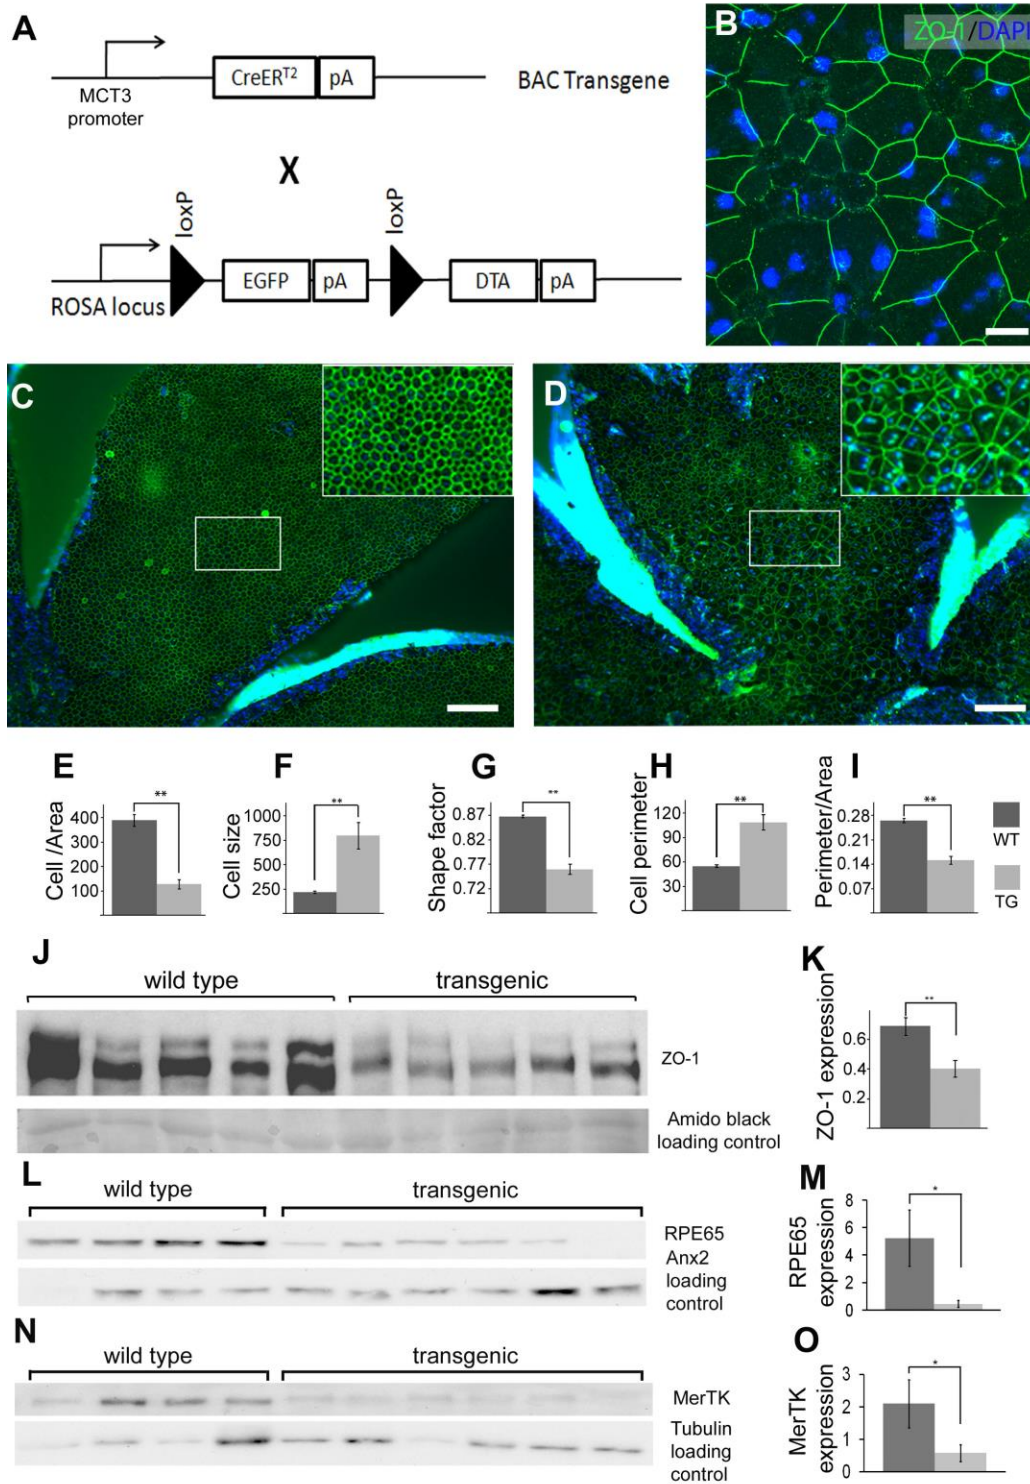 A
CreER^T2
pA
MCT3
promoter
BAC Transgene
X
loxP
loxP
EGFP
pA
DTA
pA
ROSA locus
B
ZO-1/DAPI
C
D
E
Cell /Area
400
300
200
100
**
F
Cell size
1000
750
500
250
**
G
Shape factor
0.87
0.82
0.77
0.72
**
H
Cell perimeter
120
90
60
30
**
I
Perimeter/Area
0.28
0.21
0.14
0.07
**
WT
TG
J
wild type
transgenic
ZO-1
Amido black
loading control
K
ZO-1 expression
0.6
0.4
0.2
**
L
wild type
transgenic
RPE65
Anx2
loading
control
M
RPE65
expression
8
6
4
2
0
*
N
wild type
transgenic
MerTK
Tubulin
loading
control
O
MerTK
expression
3
2
1
0
*